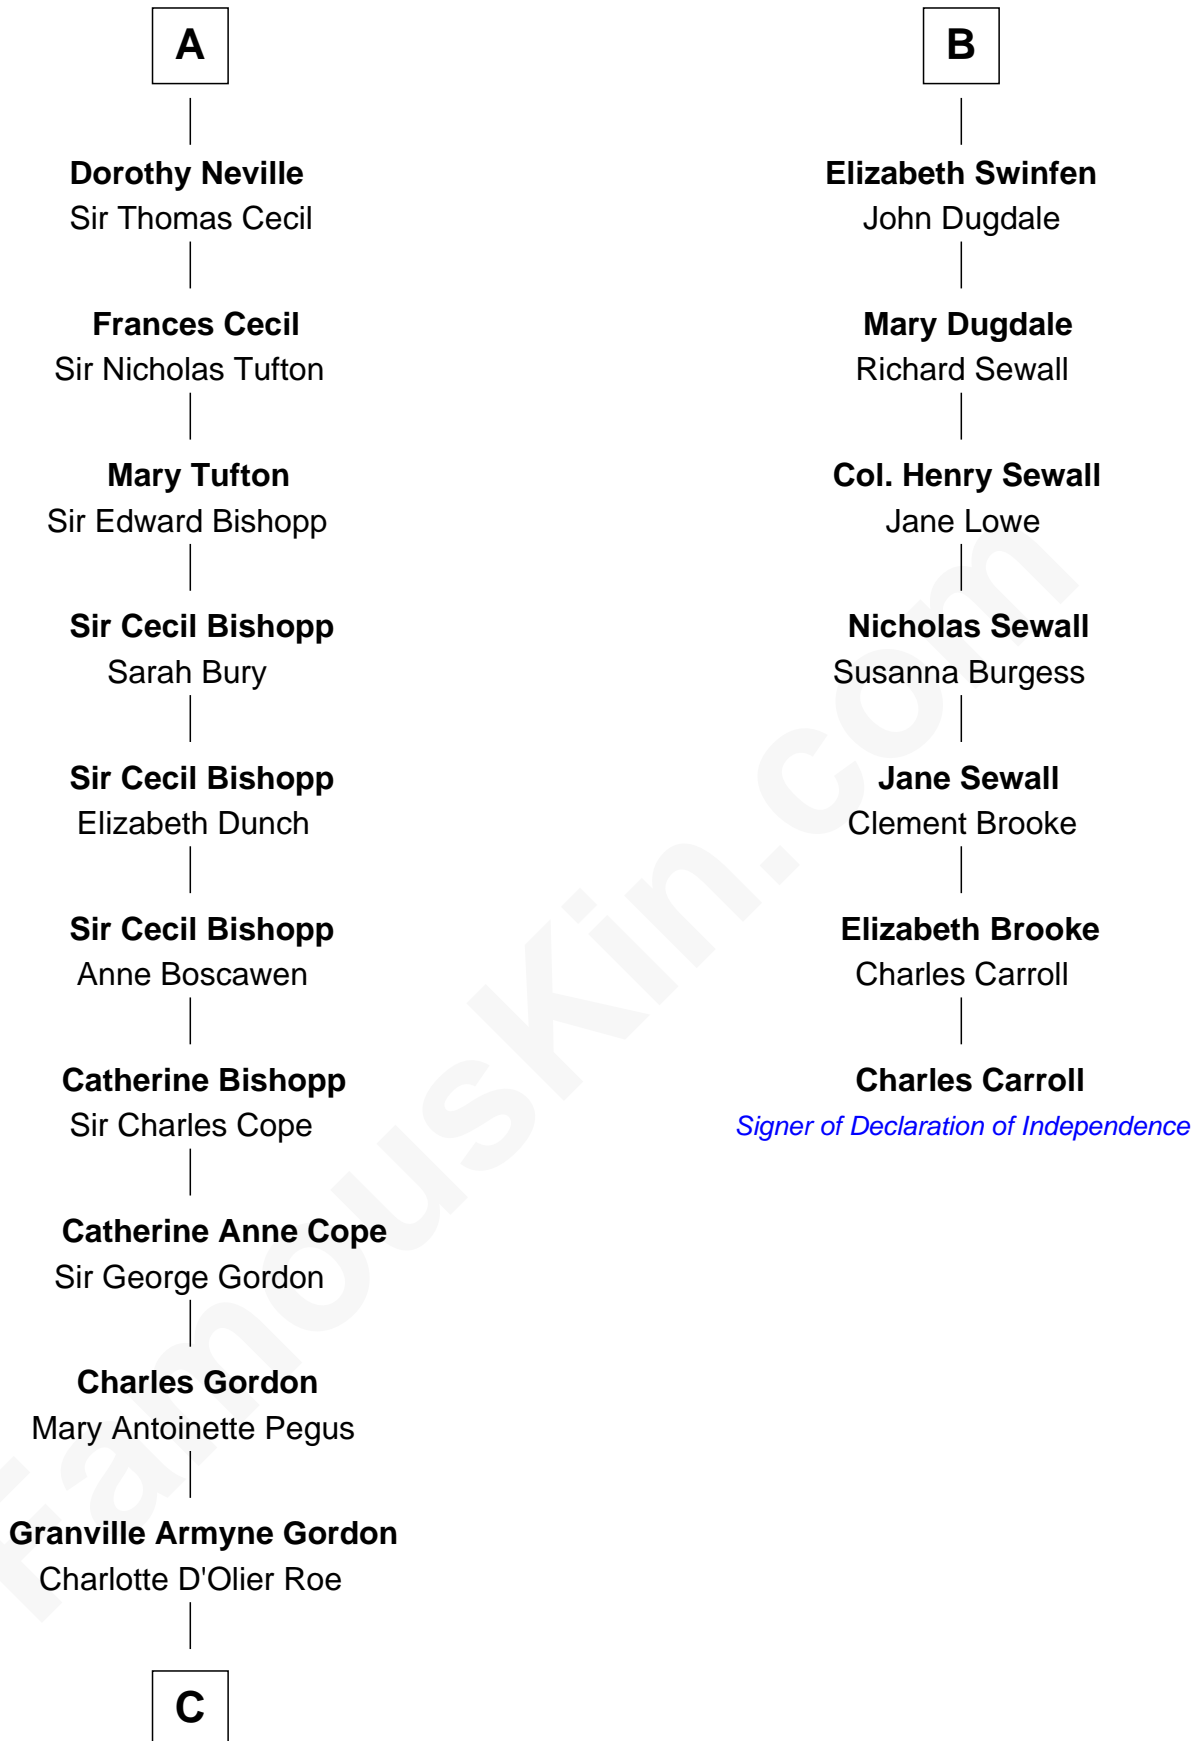 A
Dorothy Neville
Sir Thomas Cecil
Frances Cecil
Sir Nicholas Tufton
Mary Tufton
Sir Edward Bishopp
Sir Cecil Bishopp
Sarah Bury
Sir Cecil Bishopp
Elizabeth Dunch
Sir Cecil Bishopp
Anne Boscawen
Catherine Bishopp
Sir Charles Cope
Catherine Anne Cope
Sir George Gordon
Charles Gordon
Mary Antoinette Pegus
Granville Armyne Gordon
Charlotte D'Olier Roe
C
B
Elizabeth Swinfen
John Dugdale
Mary Dugdale
Richard Sewall
Col. Henry Sewall
Jane Lowe
Nicholas Sewall
Susanna Burgess
Jane Sewall
Clement Brooke
Elizabeth Brooke
Charles Carroll
Charles Carroll
Signer of Declaration of Independence
FamousKin.com